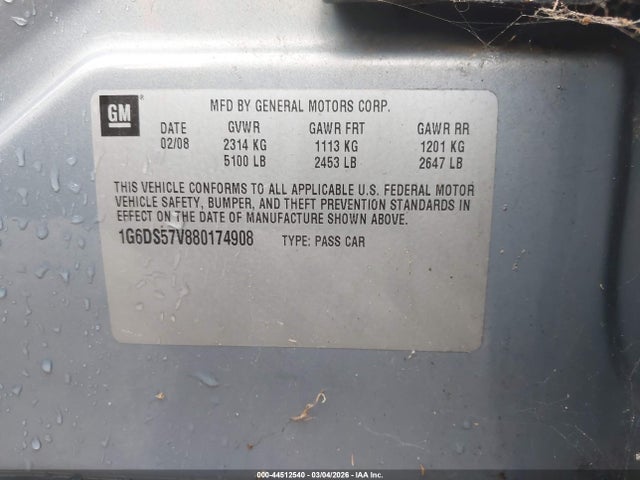 GM
MFD BY GENERAL MOTORS CORP.
DATE GVWR GAWR FRT GAWR RR
02/08 2314 KG 1113 KG 1201 KG
5100 LB 2453 LB 2647 LB
THIS VEHICLE CONFORMS TO ALL APPLICABLE U.S. FEDERAL MOTOR
VEHICLE SAFETY, BUMPER, AND THEFT PREVENTION STANDARDS IN
EFFECT ON THE DATE OF MANUFACTURE SHOWN ABOVE.
1G6DS57V880174908 TYPE: PASS CAR
000-44512540 - 03/04/2026 - IAA Inc.